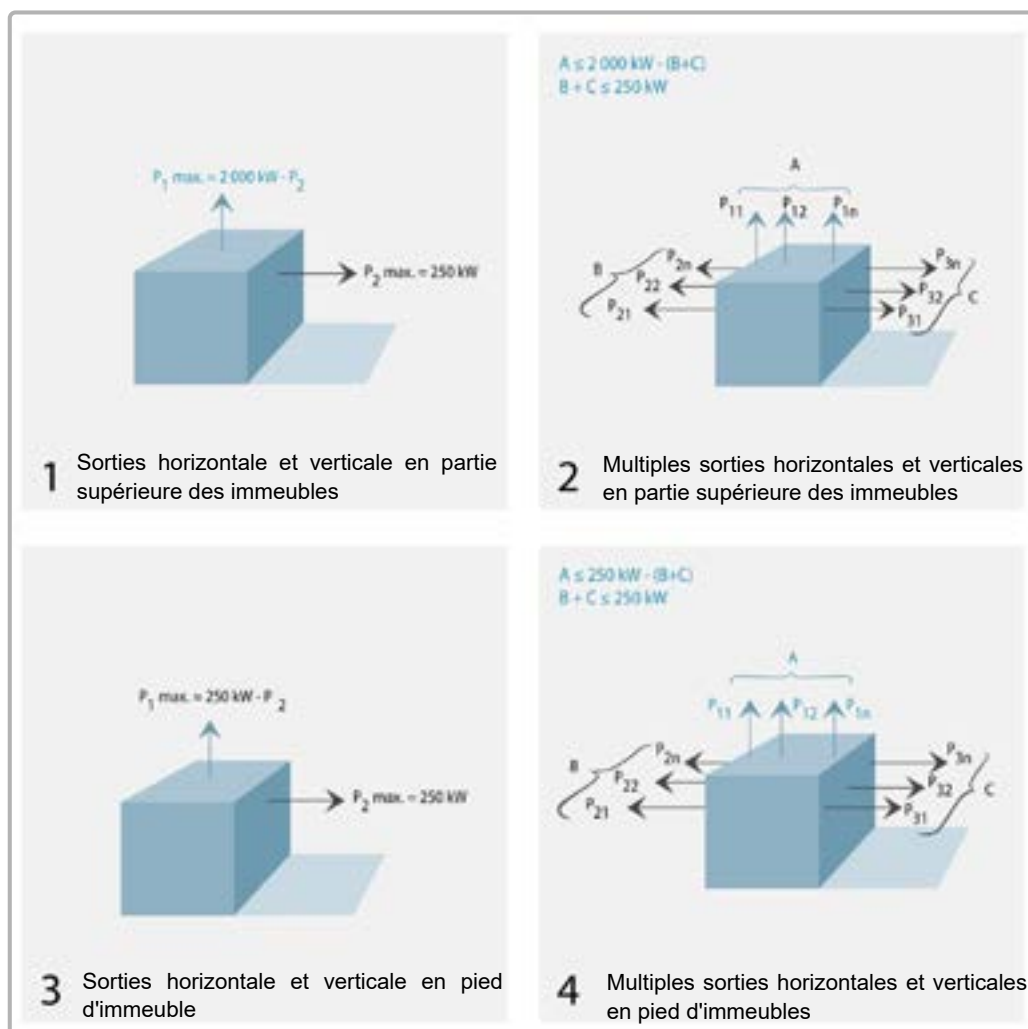 P1 max. = 2 000 kW - P2
P2 max. = 250 kW
1 Sorties horizontale et verticale en partie
supérieure des immeubles
A ≤ 2 000 kW - (B+C)
B + C ≤ 250 kW
A
P11 P12 P1n
B P2n P3n
P22 P32 C
P21 P31
2 Multiples sorties horizontales et verticales
en partie supérieure des immeubles
P1 max. = 250 kW - P2
P2 max. = 250 kW
3 Sorties horizontale et verticale en pied
d'immeuble
A ≤ 250 kW - (B+C)
B + C ≤ 250 kW
A
P11 P12 P1n
B P2n P3n
P22 P32 C
P21 P31
4 Multiples sorties horizontales et verticales
en pied d'immeubles